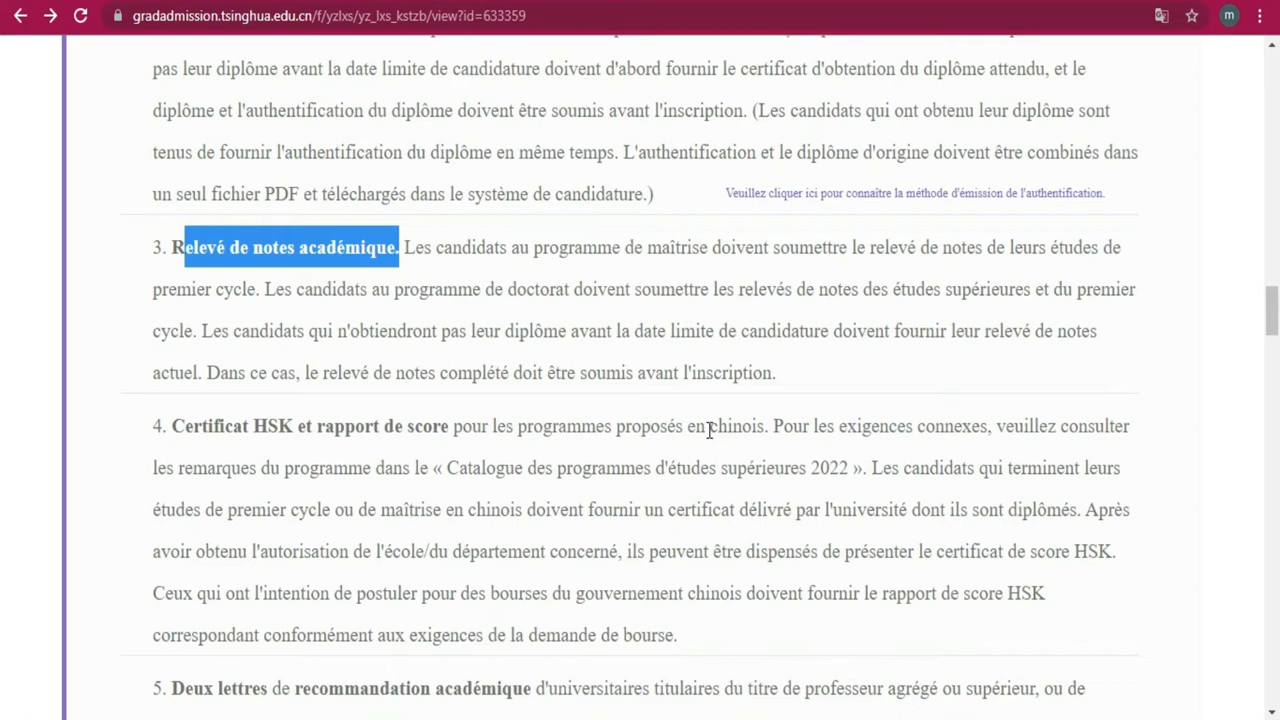 gradadmission.tsinghua.edu.cn/f/yzlxs/yz_lxs_kstzb/view?id=633359
m
pas leur diplôme avant la date limite de candidature doivent d'abord fournir le certificat d'obtention du diplôme attendu, et le
diplôme et l'authentification du diplôme doivent être soumis avant l'inscription. (Les candidats qui ont obtenu leur diplôme sont
tenus de fournir l'authentification du diplôme en même temps. L'authentification et le diplôme d'origine doivent être combinés dans
un seul fichier PDF et téléchargés dans le système de candidature.) Veuillez cliquer ici pour connaître la méthode d'émission de l'authentification.
3. Relevé de notes académique. Les candidats au programme de maîtrise doivent soumettre le relevé de notes de leurs études de
premier cycle. Les candidats au programme de doctorat doivent soumettre les relevés de notes des études supérieures et du premier
cycle. Les candidats qui n'obtiendront pas leur diplôme avant la date limite de candidature doivent fournir leur relevé de notes
actuel. Dans ce cas, le relevé de notes complété doit être soumis avant l'inscription.
4. Certificat HSK et rapport de score pour les programmes proposés en chinois. Pour les exigences connexes, veuillez consulter
les remarques du programme dans le « Catalogue des programmes d'études supérieures 2022 ». Les candidats qui terminent leurs
études de premier cycle ou de maîtrise en chinois doivent fournir un certificat délivré par l'université dont ils sont diplômés. Après
avoir obtenu l'autorisation de l'école/du département concerné, ils peuvent être dispensés de présenter le certificat de score HSK.
Ceux qui ont l'intention de postuler pour des bourses du gouvernement chinois doivent fournir le rapport de score HSK
correspondant conformément aux exigences de la demande de bourse.
5. Deux lettres de recommandation académique d'universitaires titulaires du titre de professeur agrégé ou supérieur, ou de